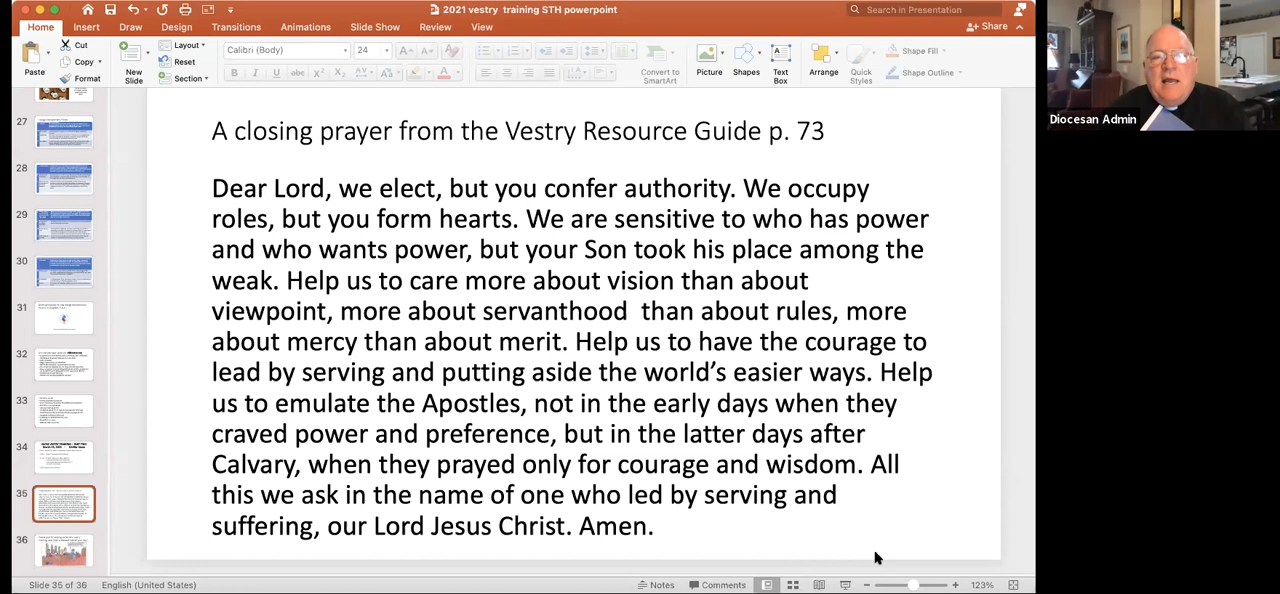 2021 vestry training STH powerpoint
Search in Presentation
Home Insert Draw Design Transitions Animations Slide Show Review View
Share
Paste
Cut
Copy
Format
New
Slide
Layout
Reset
Section
Calibri (Body) 24
Convert to
SmartArt
Picture
Shapes
Text
Box
Arrange
Quick
Styles
Shape Fill
Shape Outline
Diocesan Admin
27
28
29
30
31
32
33
34
35
36
A closing prayer from the Vestry Resource Guide p. 73
Dear Lord, we elect, but you confer authority. We occupy
roles, but you form hearts. We are sensitive to who has power
and who wants power, but your Son took his place among the
weak. Help us to care more about vision than about
viewpoint, more about servanthood  than about rules, more
about mercy than about merit. Help us to have the courage to
lead by serving and putting aside the world’s easier ways. Help
us to emulate the Apostles, not in the early days when they
craved power and preference, but in the latter days after
Calvary, when they prayed only for courage and wisdom. All
this we ask in the name of one who led by serving and
suffering, our Lord Jesus Christ. Amen.
Slide 35 of 36 English (United States)
Notes Comments 123%